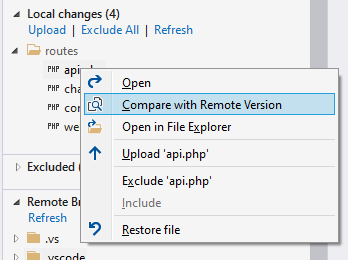 Local changes (4)
Upload | Exclude All | Refresh
routes
PHP api.
Open
PHP cha
Compare with Remote Version
PHP con
Open in File Explorer
PHP we
Upload 'api.php'
Exclude 'api.php'
Excluded
Include
Remote Br
Refresh
Restore file
.vs
.vscode